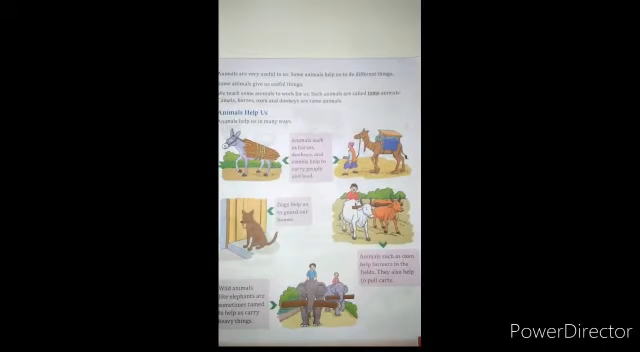 Animals are very useful to us. Some animals help us to do different things.
Some animals give us useful things.
We teach some animals to work for us. Such animals are called tame animals.
Camels, horses, oxen and donkeys are tame animals.
Animals Help Us
Animals help us in many ways.
Animals such
as horses,
donkeys and
camels help to
carry people
and load.
Dogs help us
to guard our
homes.
Animals such as oxen
help farmers in the
fields. They also help
to pull carts.
Wild animals
like elephants are
sometimes tamed
to help us carry
heavy things.
PowerDirector